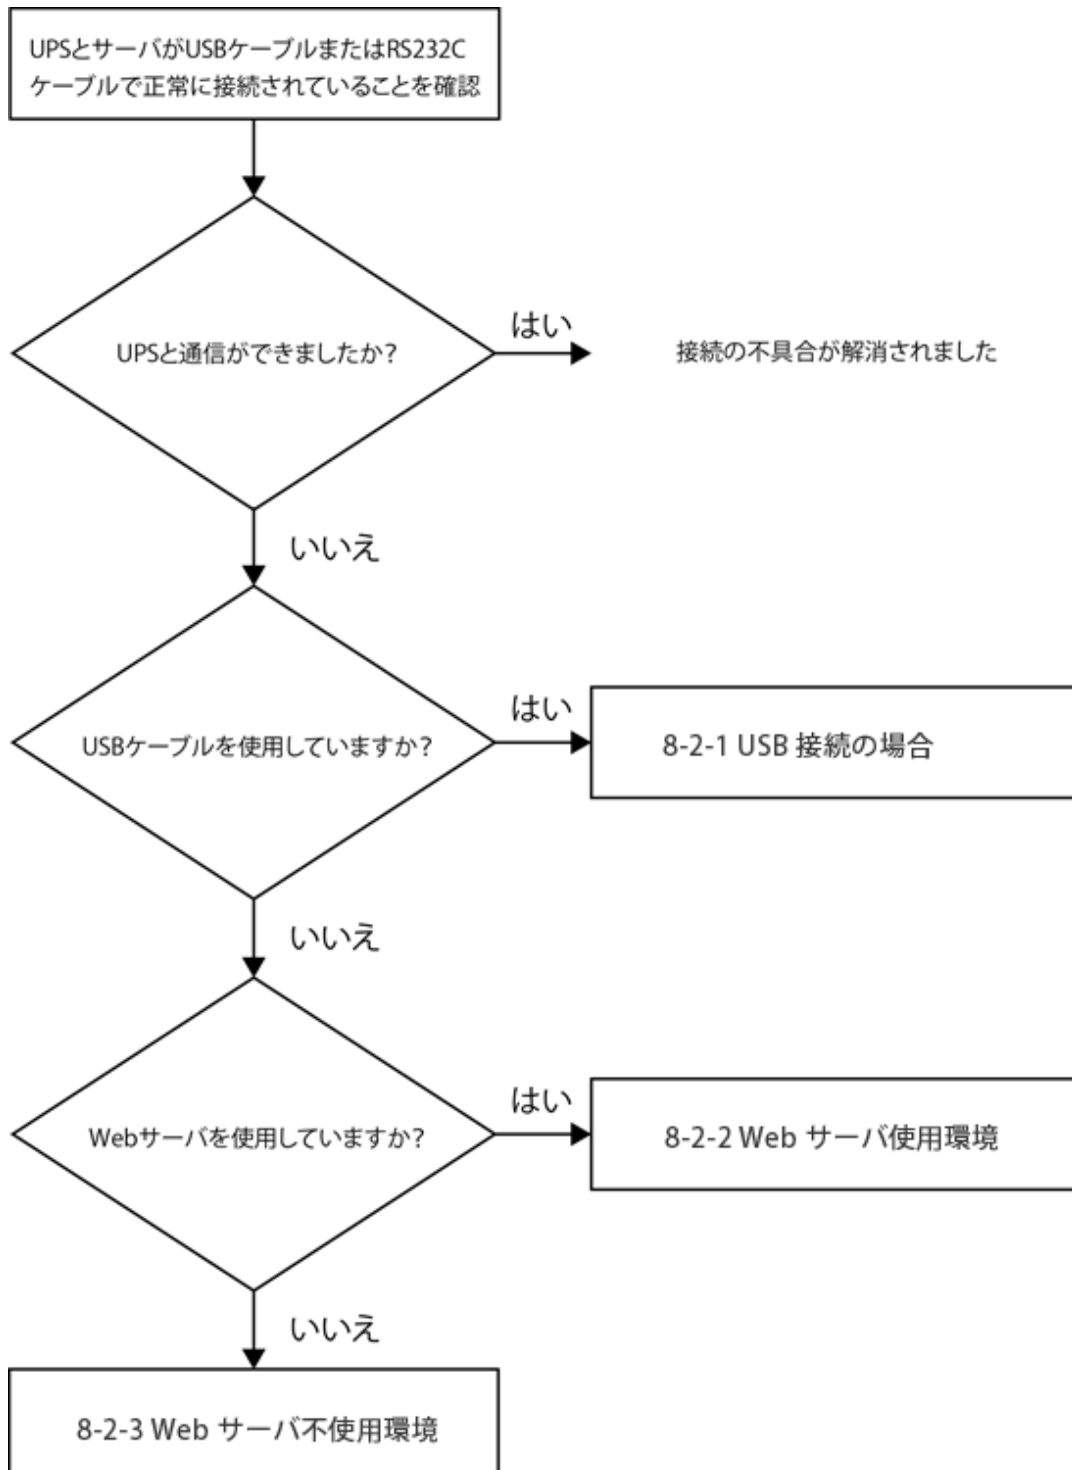 UPSとサーバがUSBケーブルまたはRS232C
ケーブルで正常に接続されていることを確認
UPSと通信ができましたか?
はい
接続の不具合が解消されました
いいえ
USBケーブルを使用していますか?
はい
8-2-1 USB 接続の場合
いいえ
Webサーバを使用していますか?
はい
8-2-2 Web サーバ使用環境
いいえ
8-2-3 Web サーバ不使用環境